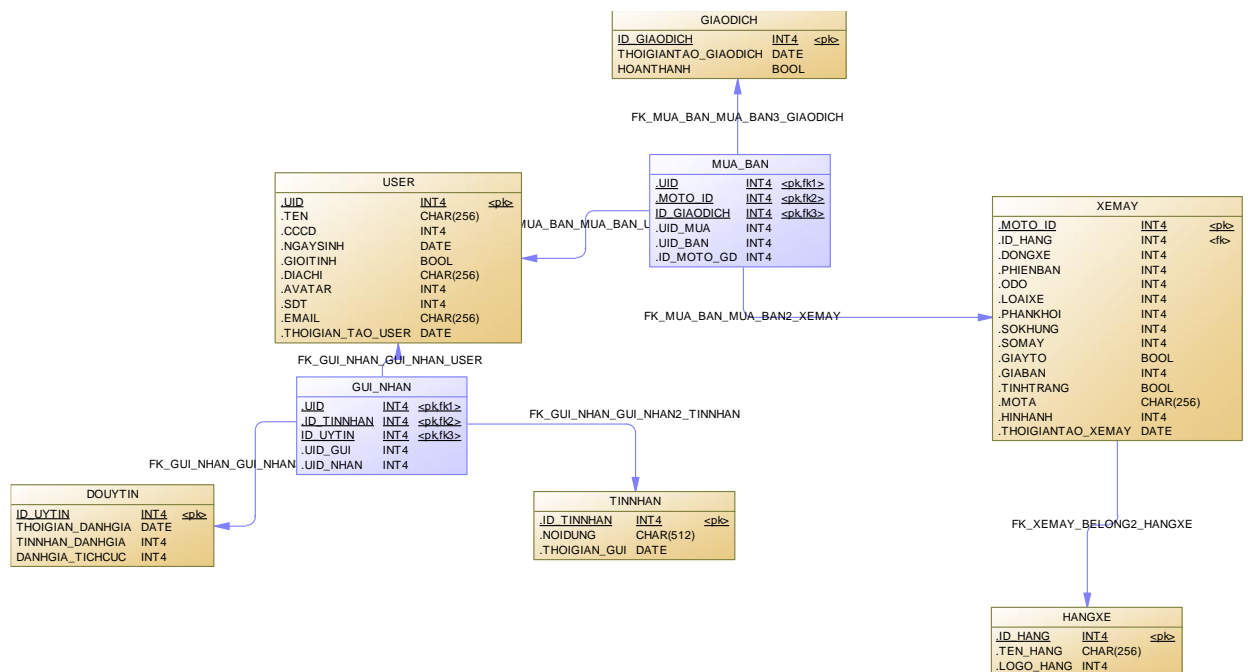 GIAODICH
ID_GIAODICH INT4 <pk>
THOIGIANTAO_GIAODICH DATE
HOANTHANH BOOL
FK_MUA_BAN_MUA_BAN3_GIAODICH
MUA_BAN
.UID INT4 <pk,fk1>
.MOTO_ID INT4 <pk,fk2>
ID_GIAODICH INT4 <pk,fk3>
.UID_MUA INT4
.UID_BAN INT4
.ID_MOTO_GD INT4
USER
.UID INT4 <pk>
.TEN CHAR(256)
.CCCD INT4
.NGAYSINH DATE
.GIOITINH BOOL
.DIACHI CHAR(256)
.AVATAR INT4
.SDT INT4
.EMAIL CHAR(256)
.THOIGIAN_TAO_USER DATE
MUA_BAN_MUA_BAN_U
XEMAY
.MOTO_ID INT4 <pk>
.ID_HANG INT4 <fk>
.DONGXE INT4
.PHIENBAN INT4
.ODO INT4
.LOAIXE INT4
.PHANKHOI INT4
.SOKHUNG INT4
.SOMAY INT4
.GIAYTO BOOL
.GIABAN INT4
.TINHTRANG BOOL
.MOTA CHAR(256)
.HINHANH INT4
.THOIGIANTAO_XEMAY DATE
FK_MUA_BAN_MUA_BAN2_XEMAY
FK_GUI_NHAN_GUI_NHAN_USER
GUI_NHAN
.UID INT4 <pk,fk1>
.ID_TINNHAN INT4 <pk,fk2>
ID_UYTIN INT4 <pk,fk3>
.UID_GUI INT4
.UID_NHAN INT4
FK_GUI_NHAN_GUI_NHAN2_TINNHAN
FK_GUI_NHAN_GUI_NHAN
DOUYTIN
ID_UYTIN INT4 <pk>
THOIGIAN_DANHGIA DATE
TINNHAN_DANHGIA INT4
DANHGIA_TICHCUC INT4
TINNHAN
.ID_TINNHAN INT4 <pk>
.NOIDUNG CHAR(512)
.THOIGIAN_GUI DATE
FK_XEMAY_BELONG2_HANGXE
HANGXE
.ID_HANG INT4 <pk>
.TEN_HANG CHAR(256)
.LOGO_HANG INT4